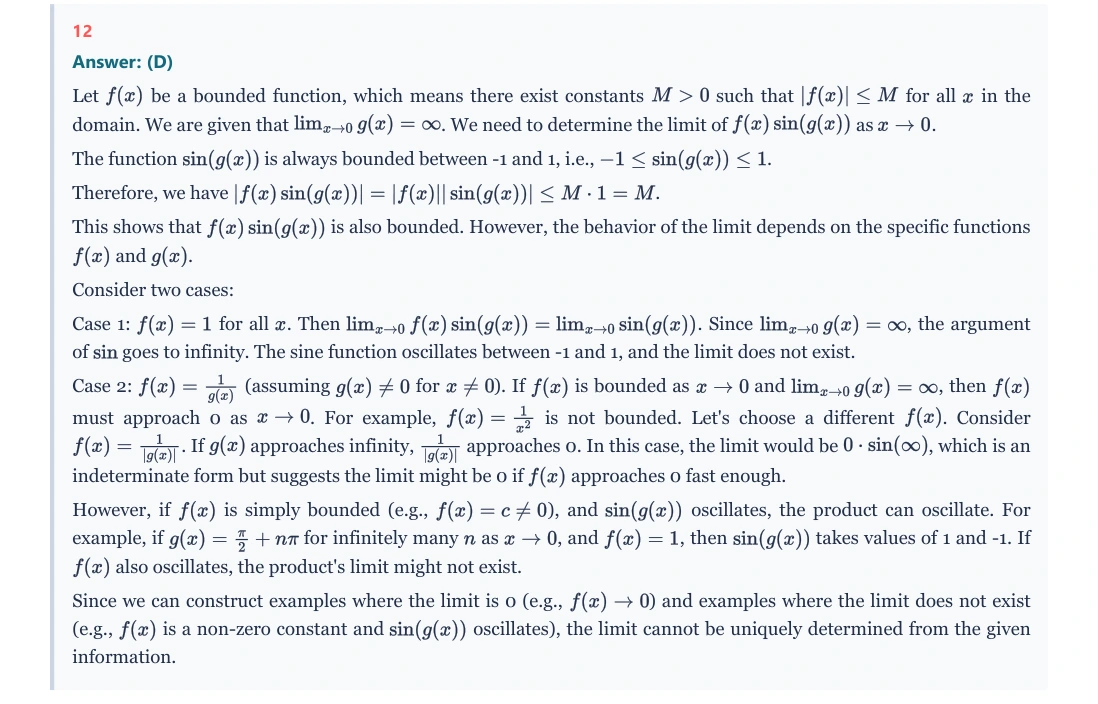 12
Answer: (D)
Let f(x) be a bounded function, which means there exist constants M > 0 such that |f(x)| ≤ M for all x in the
domain. We are given that lim_{x→0} g(x) = ∞. We need to determine the limit of f(x) sin(g(x)) as x → 0.
The function sin(g(x)) is always bounded between -1 and 1, i.e., −1 ≤ sin(g(x)) ≤ 1.
Therefore, we have |f(x) sin(g(x))| = |f(x)|| sin(g(x))| ≤ M · 1 = M.
This shows that f(x) sin(g(x)) is also bounded. However, the behavior of the limit depends on the specific functions
f(x) and g(x).
Consider two cases:
Case 1: f(x) = 1 for all x. Then lim_{x→0} f(x) sin(g(x)) = lim_{x→0} sin(g(x)). Since lim_{x→0} g(x) = ∞, the argument
of sin goes to infinity. The sine function oscillates between -1 and 1, and the limit does not exist.
Case 2: f(x) = 1/g(x) (assuming g(x) ≠ 0 for x ≠ 0). If f(x) is bounded as x → 0 and lim_{x→0} g(x) = ∞, then f(x)
must approach 0 as x → 0. For example, f(x) = 1/x² is not bounded. Let's choose a different f(x). Consider
f(x) = 1/|g(x)|. If g(x) approaches infinity, 1/|g(x)| approaches 0. In this case, the limit would be 0 · sin(∞), which is an
indeterminate form but suggests the limit might be 0 if f(x) approaches 0 fast enough.
However, if f(x) is simply bounded (e.g., f(x) = c ≠ 0), and sin(g(x)) oscillates, the product can oscillate. For
example, if g(x) = π/2 + nπ for infinitely many n as x → 0, and f(x) = 1, then sin(g(x)) takes values of 1 and -1. If
f(x) also oscillates, the product's limit might not exist.
Since we can construct examples where the limit is 0 (e.g., f(x) → 0) and examples where the limit does not exist
(e.g., f(x) is a non-zero constant and sin(g(x)) oscillates), the limit cannot be uniquely determined from the given
information.